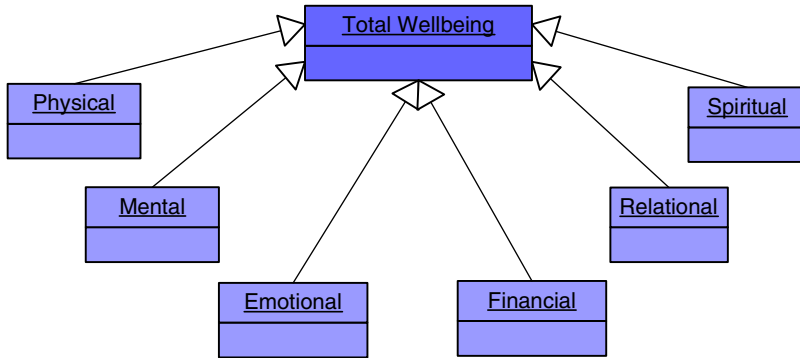 Total Wellbeing
Physical
Spiritual
Mental
Relational
Emotional
Financial